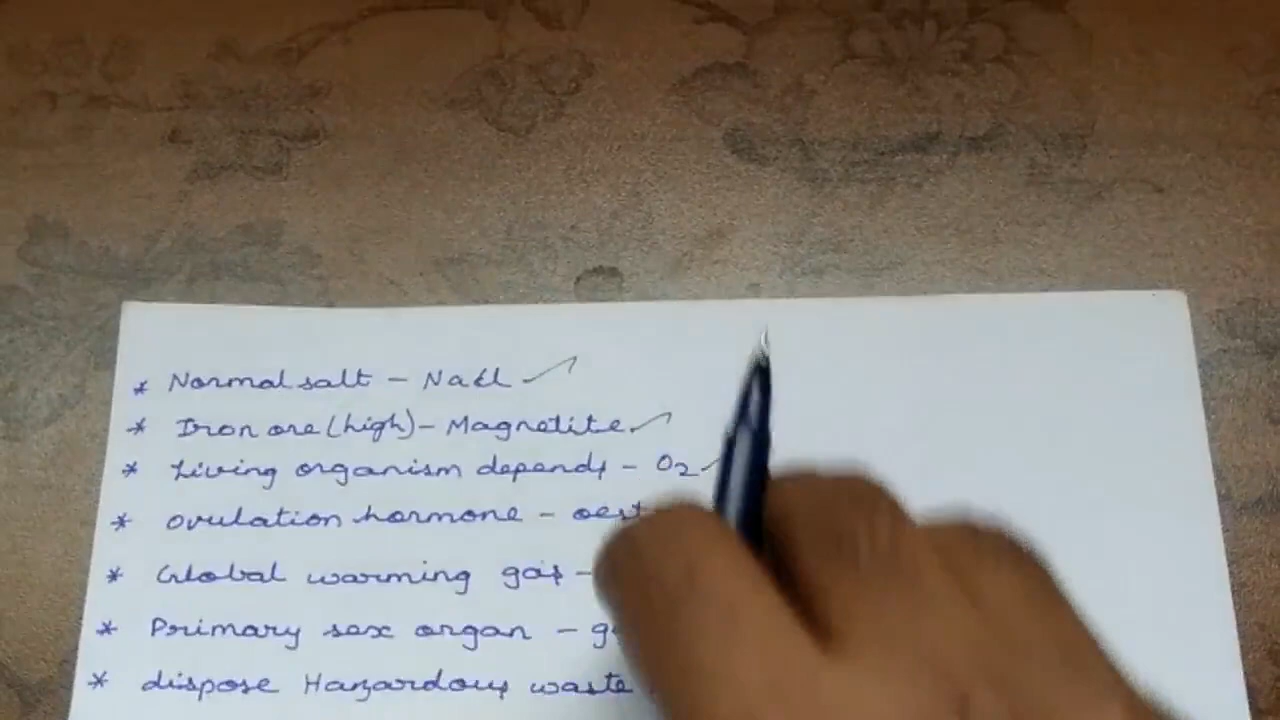 * Normal salt - Nacl
* Iron ore (high) - Magnetite
* Living organism depends - O2
* Ovulation hormone - oest
* Global warming gas -
* Primary sex organ - g
* dispose Hazardous waste